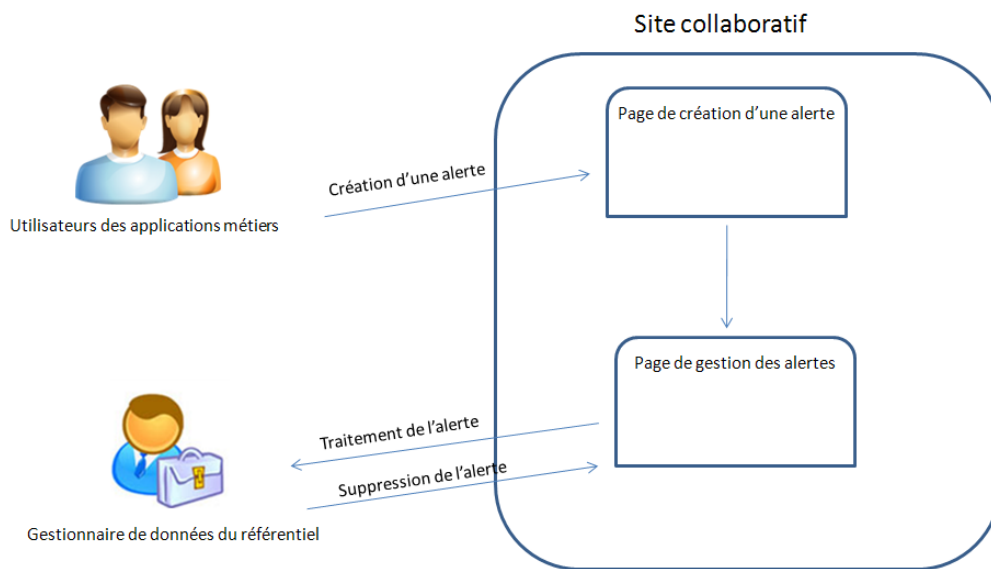 Site collaboratif
Page de création d'une alerte
Création d'une alerte
Utilisateurs des applications métiers
Page de gestion des alertes
Traitement de l'alerte
Suppression de l'alerte
Gestionnaire de données du référentiel